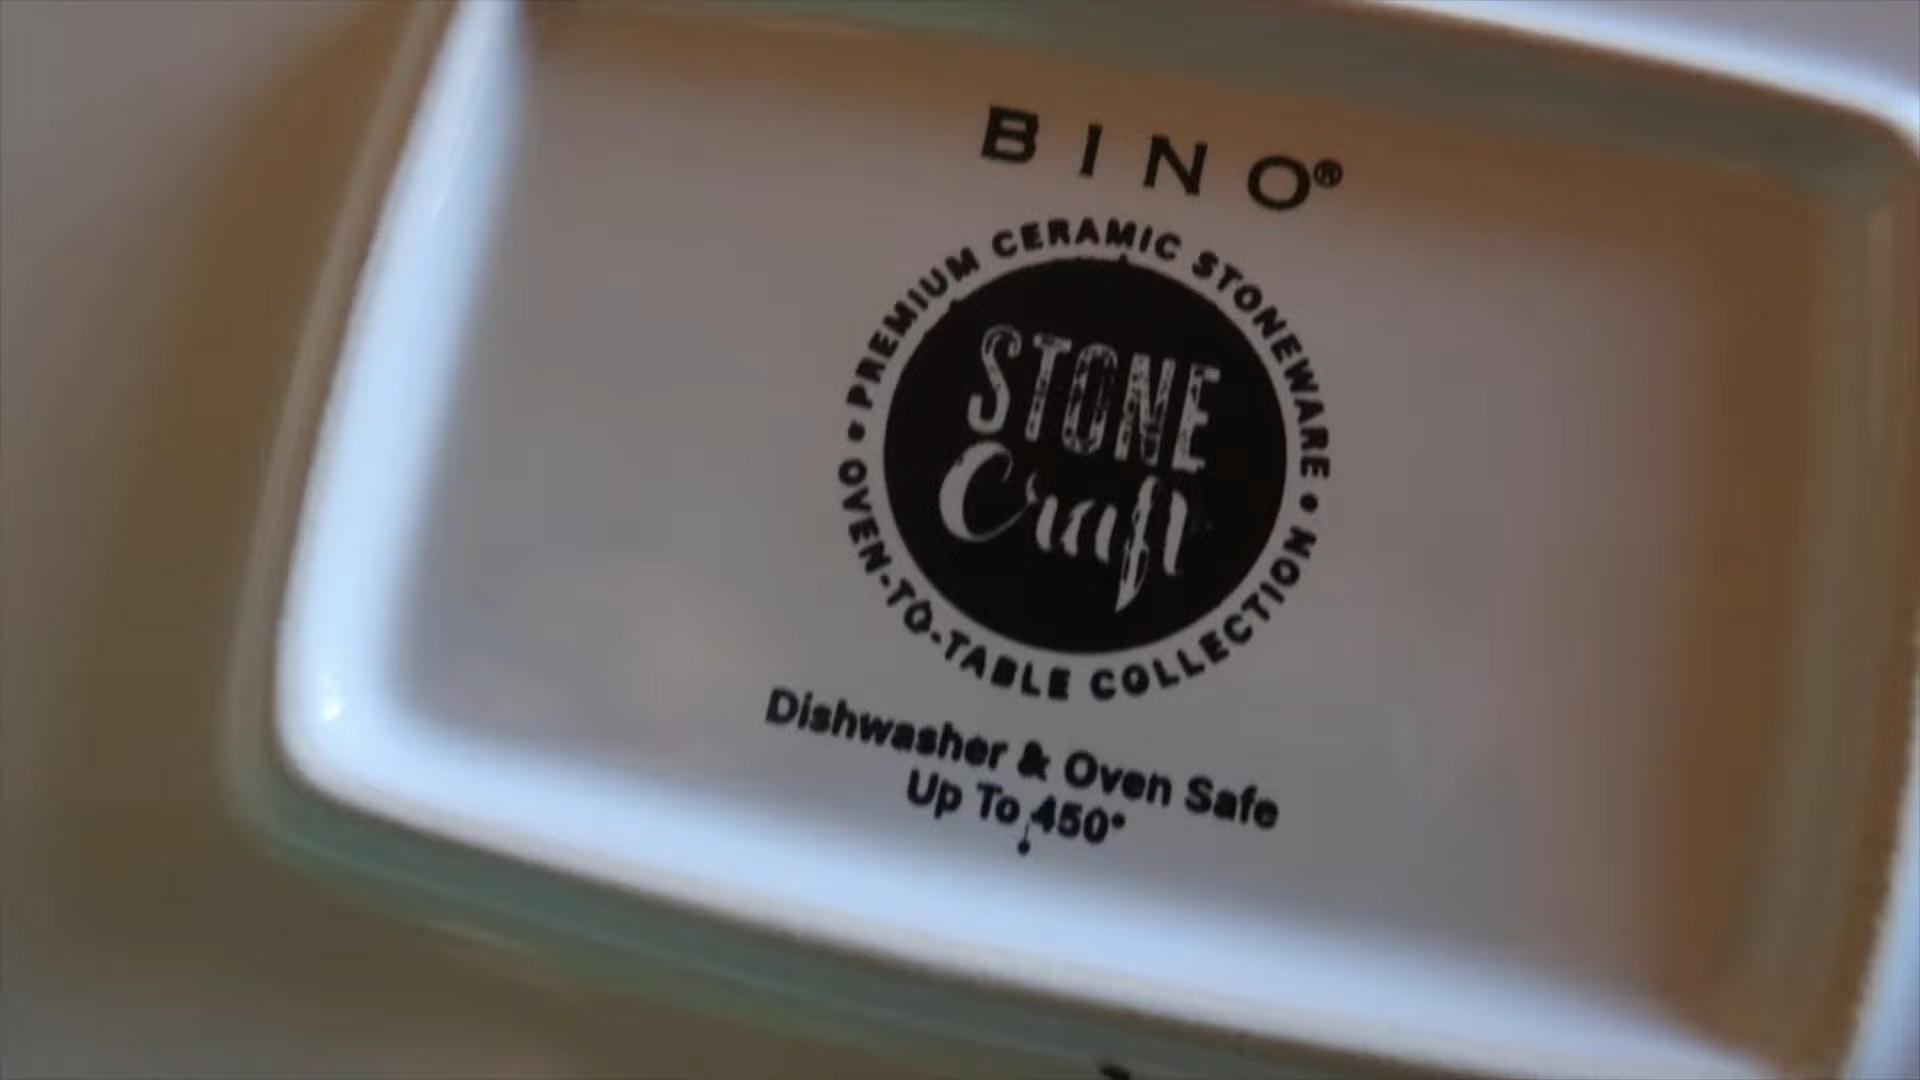 BINO®
• PREMIUM CERAMIC STONEWARE •
STONE
Craft
OVEN-TO-TABLE COLLECTION
Dishwasher & Oven Safe
Up To 450°